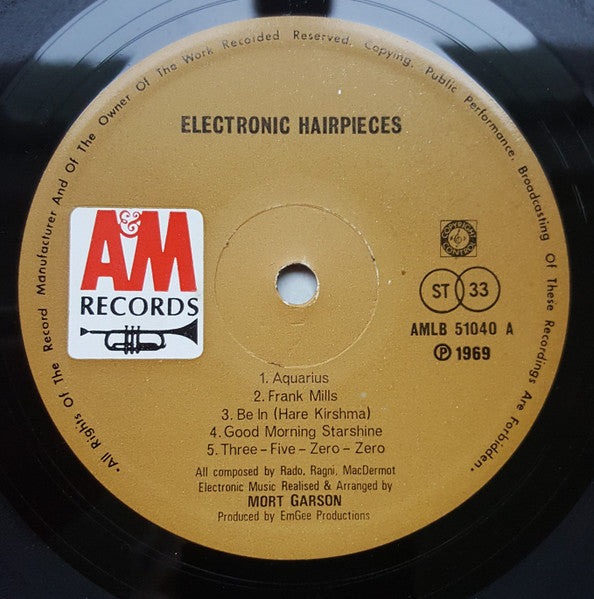 ·All Rights Of The Record Manufacturer And Of The Owner Of The Work Recorded Reserved. Copying, Public Performance, Broadcasting Of These Recordings Are Forbidden·
ELECTRONIC HAIRPIECES
A&M
RECORDS
COPYRIGHT
CONTROL
ST 33
AMLB 51040 A
℗ 1969
1. Aquarius
2. Frank Mills
3. Be In (Hare Kirshma)
4. Good Morning Starshine
5. Three – Five – Zero – Zero
All composed by Rado, Ragni, MacDermot
Electronic Music Realised & Arranged by
MORT GARSON
Produced by EmGee Productions